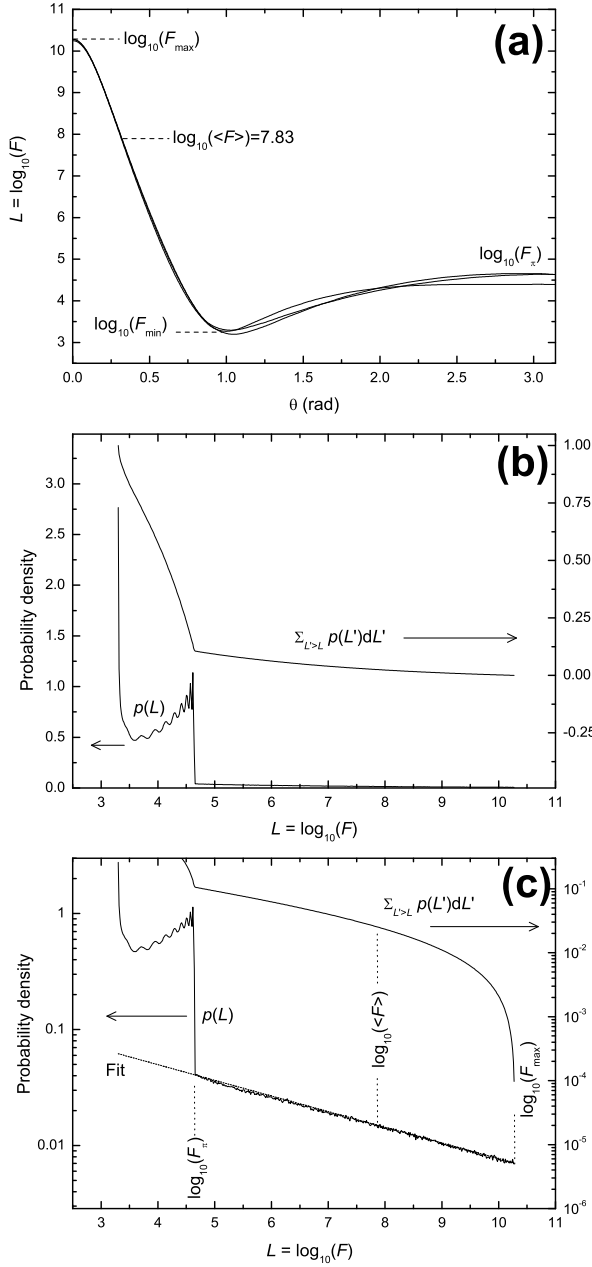 (a)
11
10
9
8
7
6
5
4
3
L = log10(F)
log10(Fmax)
log10(<F>)=7.83
log10(Fπ)
log10(Fmin)
0.0 0.5 1.0 1.5 2.0 2.5 3.0
θ (rad)
(b)
3.0
2.5
2.0
1.5
1.0
0.5
0.0
Probability density
1.00
0.75
0.50
0.25
0.00
-0.25
ΣL'>L p(L')dL'
p(L)
3 4 5 6 7 8 9 10 11
L = log10(F)
(c)
1
0.1
0.01
Probability density
10-1
10-2
10-3
10-4
10-5
10-6
ΣL'>L p(L')dL'
p(L)
Fit
log10(Fπ)
log10(<F>)
log10(Fmax)
3 4 5 6 7 8 9 10 11
L = log10(F)